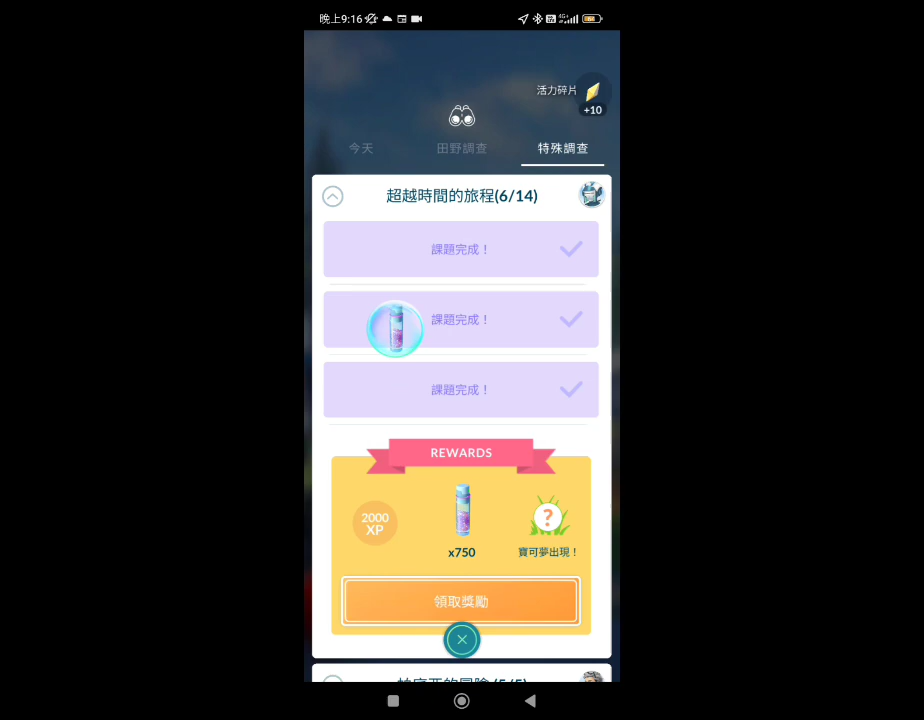 晚上9:16
活力碎片
+10
今天
田野調查
特殊調查
超越時間的旅程(6/14)
課題完成！
課題完成！
課題完成！
REWARDS
2000
XP
x750
?
寶可夢出現！
領取獎勵